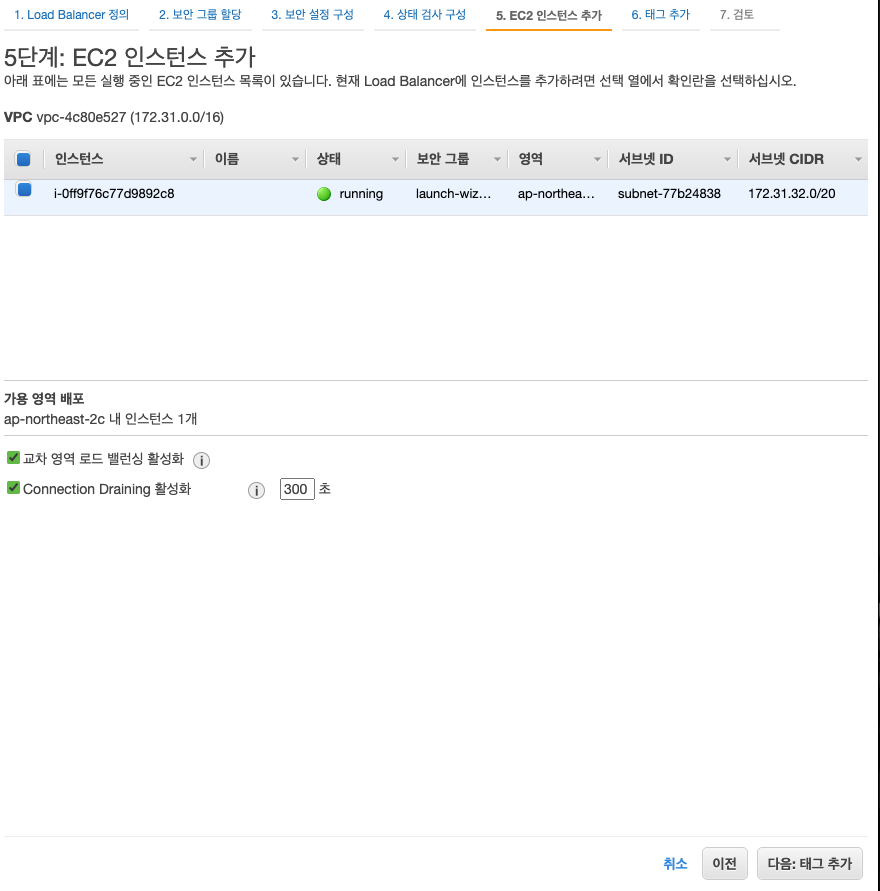 1. Load Balancer 정의 2. 보안 그룹 할당 3. 보안 설정 구성 4. 상태 검사 구성 5. EC2 인스턴스 추가 6. 태그 추가 7. 검토
5단계: EC2 인스턴스 추가
아래 표에는 모든 실행 중인 EC2 인스턴스 목록이 있습니다. 현재 Load Balancer에 인스턴스를 추가하려면 선택 열에서 확인란을 선택하십시오.
VPC vpc-4c80e527 (172.31.0.0/16)
인스턴스 이름 상태 보안 그룹 영역 서브넷 ID 서브넷 CIDR
i-0ff9f76c77d9892c8 running launch-wiz... ap-northea... subnet-77b24838 172.31.32.0/20
가용 영역 배포
ap-northeast-2c 내 인스턴스 1개
교차 영역 로드 밸런싱 활성화 i
Connection Draining 활성화 i 300 초
취소 이전 다음: 태그 추가